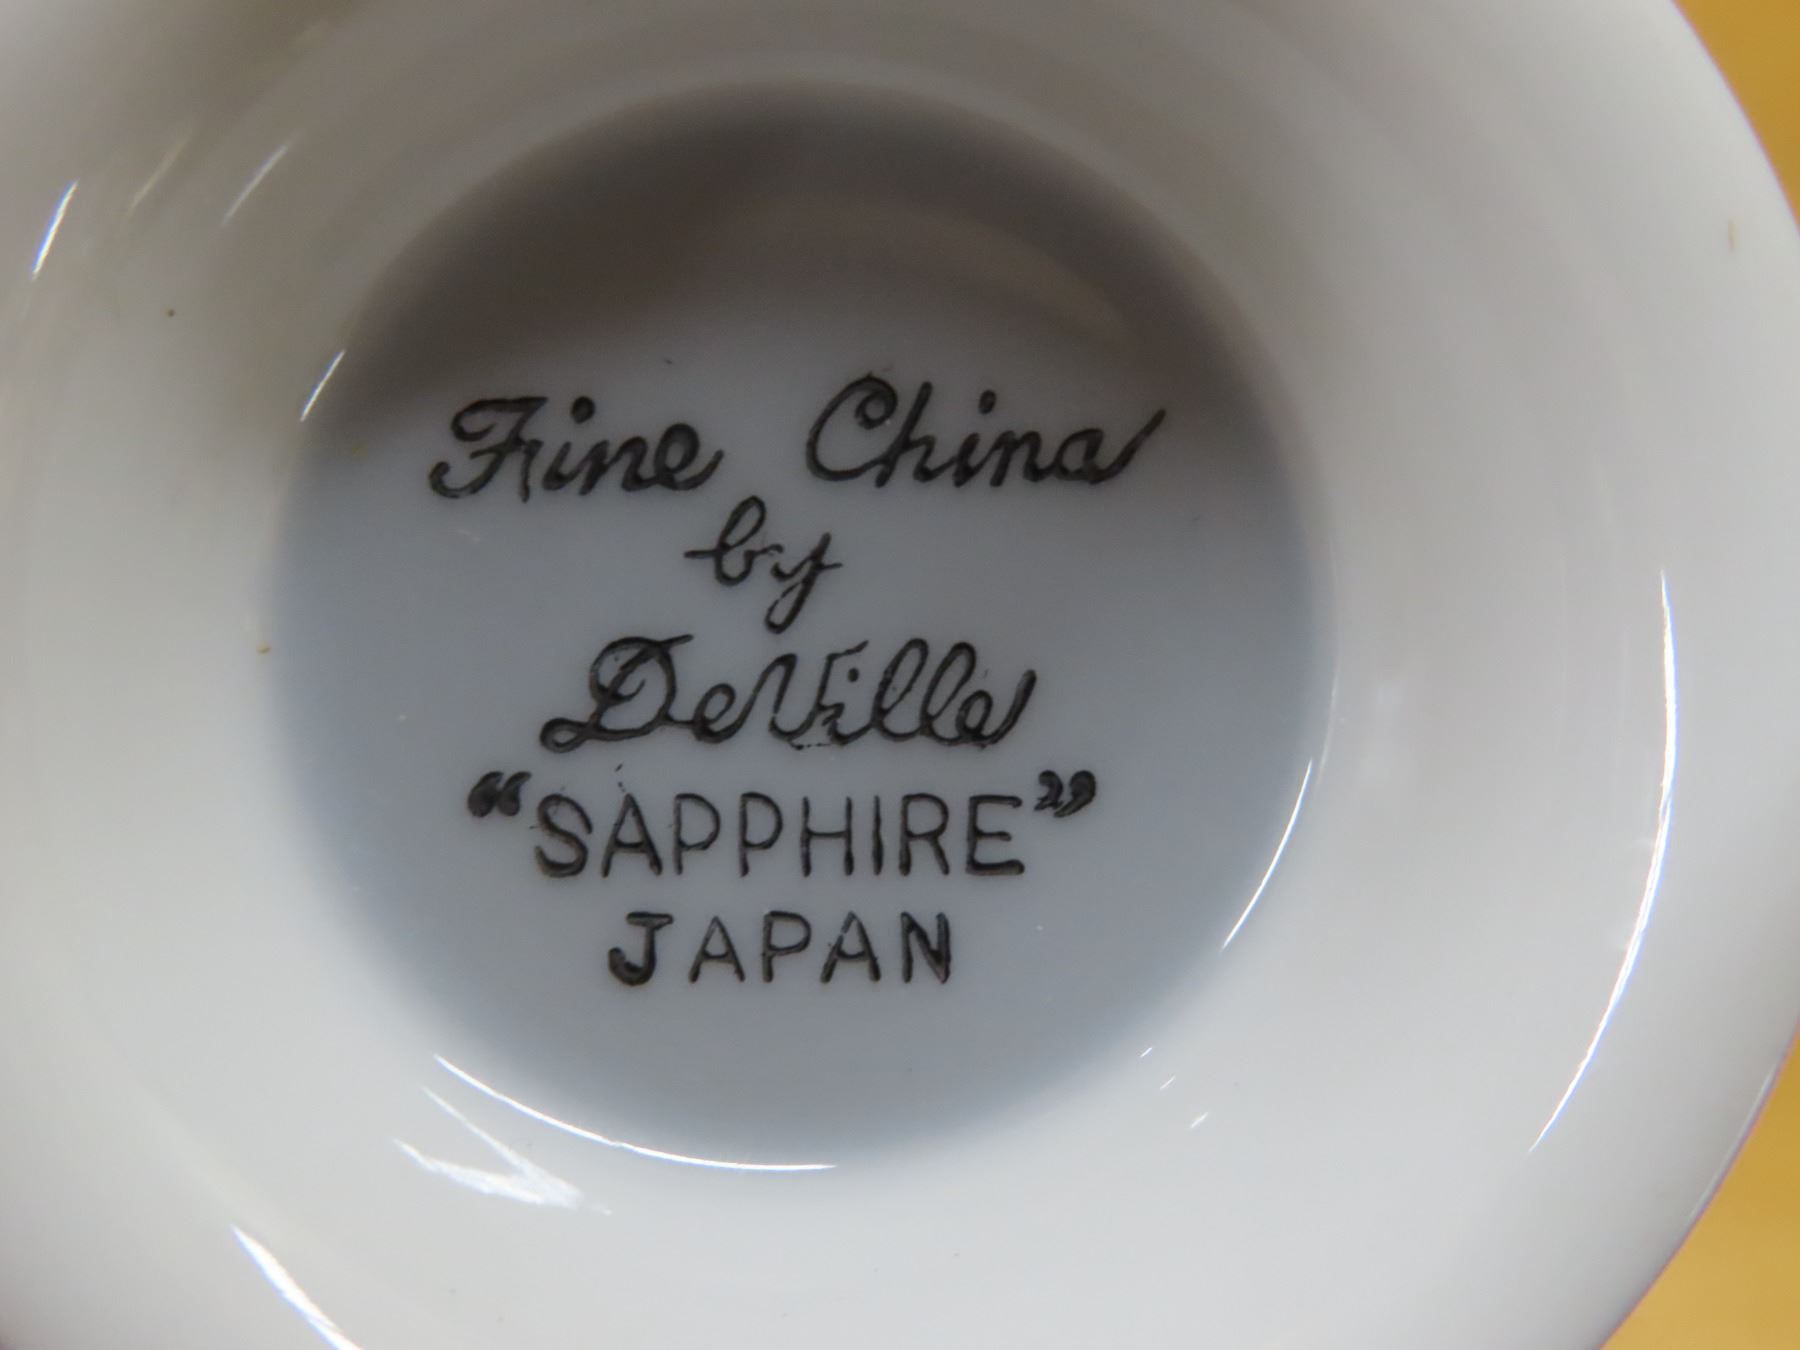 Fine China
by
DeVille
“SAPPHIRE”
JAPAN